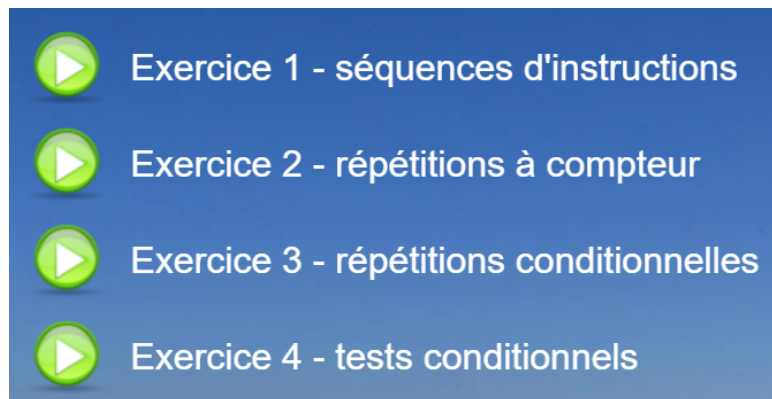 Exercice 1 - séquences d'instructions
Exercice 2 - répétitions à compteur
Exercice 3 - répétitions conditionnelles
Exercice 4 - tests conditionnels